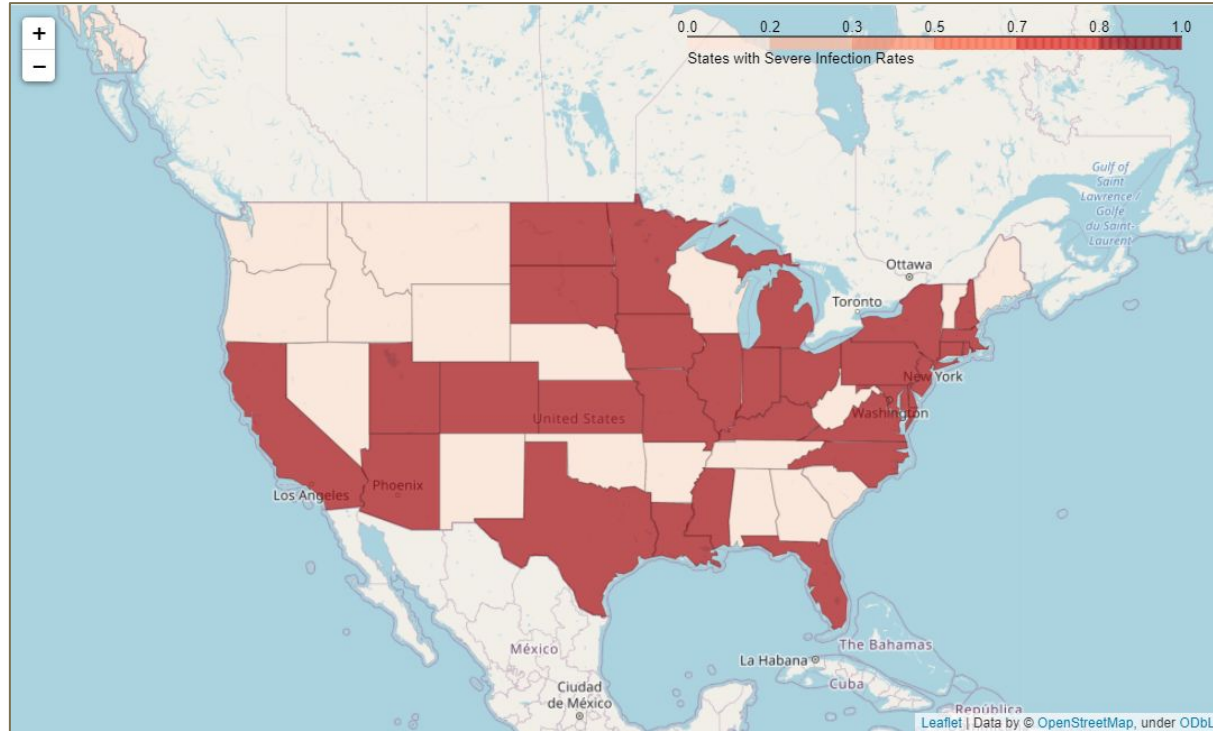 +
−
0.0 0.2 0.3 0.5 0.7 0.8 1.0
States with Severe Infection Rates
Gulf of
Saint
Lawrence /
Golfe
du Saint-
Laurent
Ottawa
Toronto
New York
Washington
United States
Los Angeles
Phoenix
The Bahamas
La Habana
Cuba
México
Ciudad
de México
República
Leaflet | Data by © OpenStreetMap, under ODbL